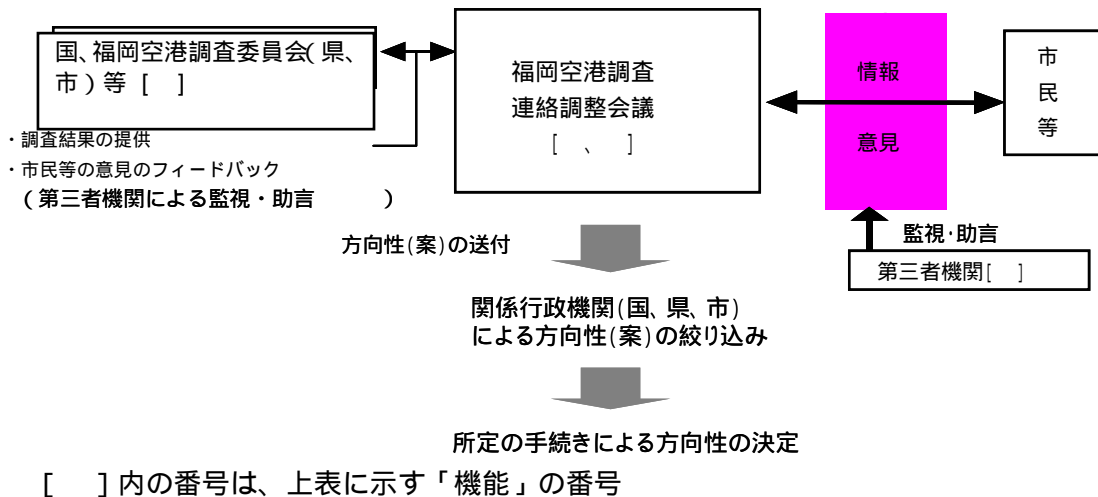 国、福岡空港調査委員会(県、
市)等 [ ]
・調査結果の提供
・市民等の意見のフィードバック
(第三者機関による監視・助言 )
福岡空港調査
連絡調整会議
[ 、 ]
情報
意見
市
民
等
監視・助言
第三者機関[ ]
方向性(案)の送付
関係行政機関(国、県、市)
による方向性(案)の絞り込み
所定の手続きによる方向性の決定
[ ]内の番号は、上表に示す「機能」の番号